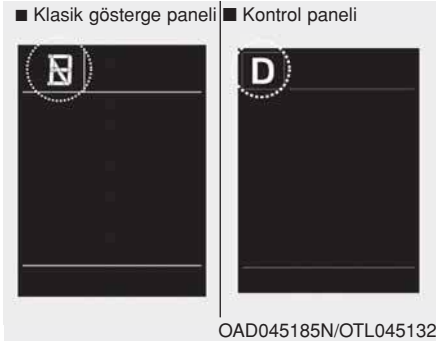 ■ Klasik gösterge paneli
■ Kontrol paneli
D
OAD045185N/OTL045132